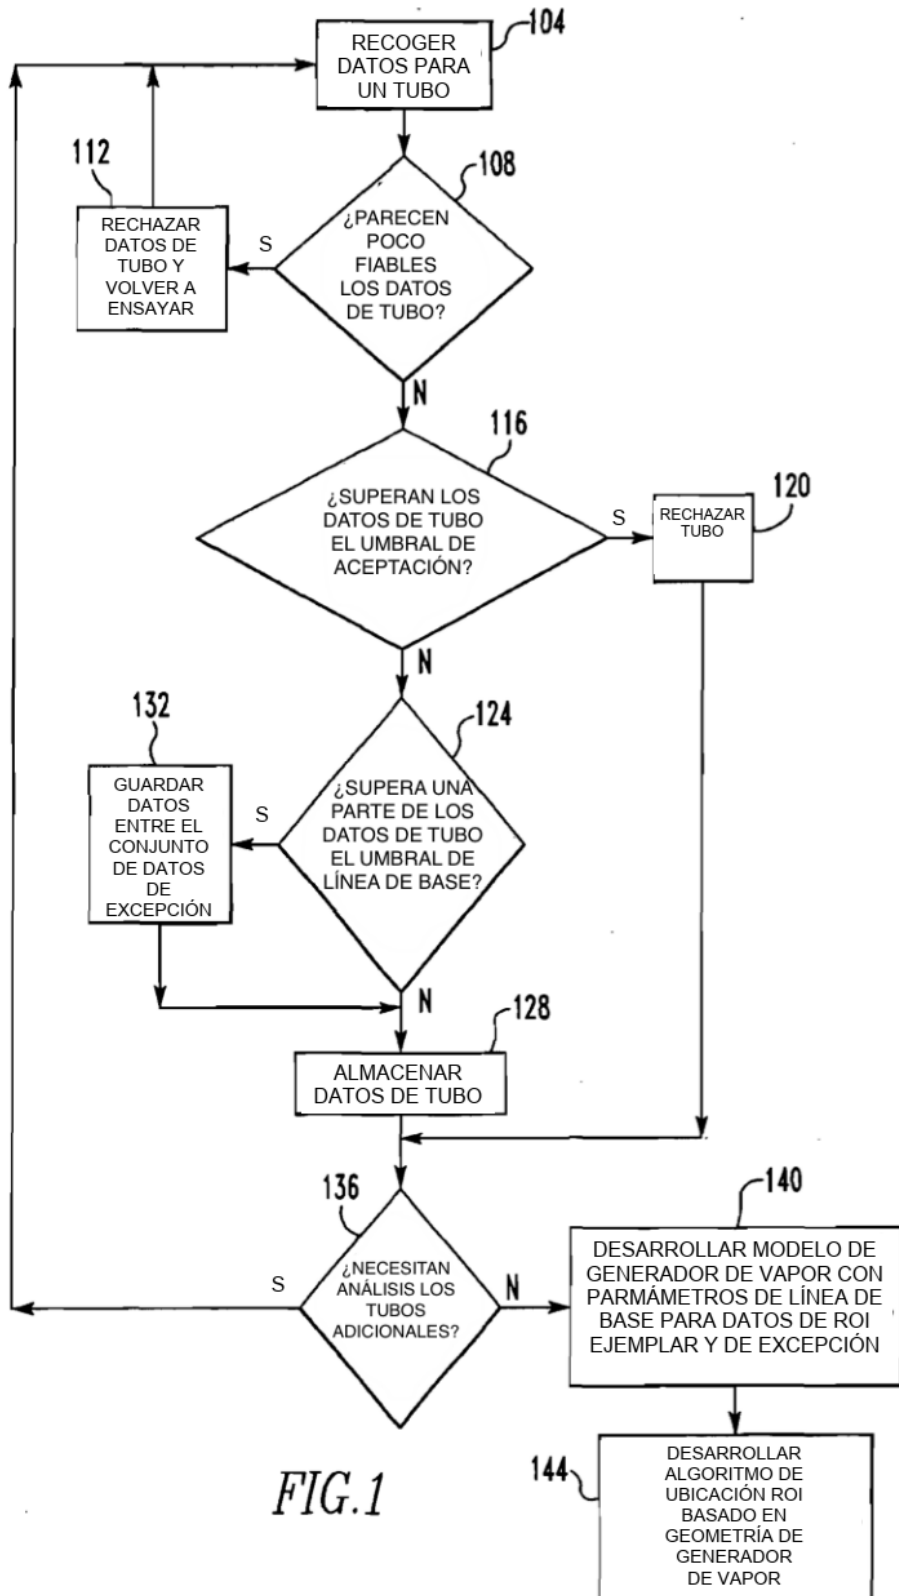 104
RECOGER
DATOS PARA
UN TUBO
112
108
RECHAZAR
DATOS DE
TUBO Y
VOLVER A
ENSAYAR
S
¿PARECEN
POCO
FIABLES
LOS DATOS
DE TUBO?
N
116
¿SUPERAN LOS
DATOS DE TUBO
EL UMBRAL DE
ACEPTACIÓN?
S
120
RECHAZAR
TUBO
N
132
124
GUARDAR
DATOS
ENTRE EL
CONJUNTO
DE DATOS
DE
EXCEPCIÓN
S
¿SUPERA UNA
PARTE DE LOS
DATOS DE TUBO
EL UMBRAL DE
LÍNEA DE BASE?
N
128
ALMACENAR
DATOS DE TUBO
136
140
S
¿NECESITAN
ANÁLISIS LOS
TUBOS
ADICIONALES?
N
DESARROLLAR MODELO DE
GENERADOR DE VAPOR CON
PARMÁMETROS DE LÍNEA DE
BASE PARA DATOS DE ROI
EJEMPLAR Y DE EXCEPCIÓN
144
DESARROLLAR
ALGORITMO DE
UBICACIÓN ROI
BASADO EN
GEOMETRÍA DE
GENERADOR
DE VAPOR
FIG.1